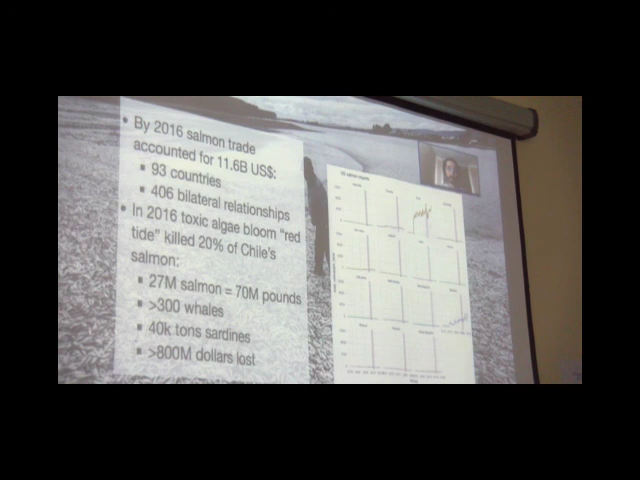 • By 2016 salmon trade
accounted for 11.6B US$:
▪ 93 countries
▪ 406 bilateral relationships
• In 2016 toxic algae bloom “red
tide” killed 20% of Chile’s
salmon:
▪ 27M salmon = 70M pounds
▪ >300 whales
▪ 40k tons sardines
▪ >800M dollars lost